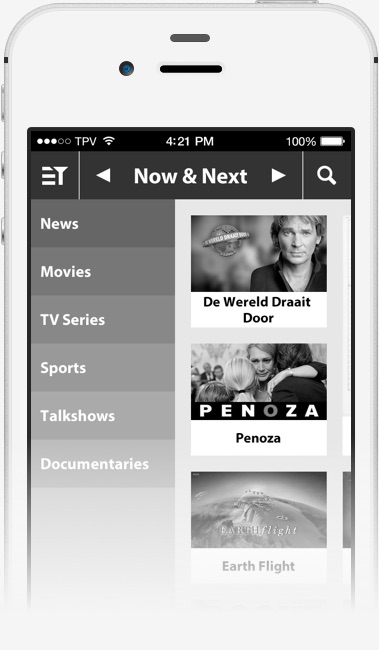 TPV 4:21 PM 100%
Now & Next
News
Movies
TV Series
Sports
Talkshows
Documentaries
DE WERELD DRAAIT DOOR
De Wereld Draait
Door
PENOZA
Penoza
EARTHflight
Earth Flight